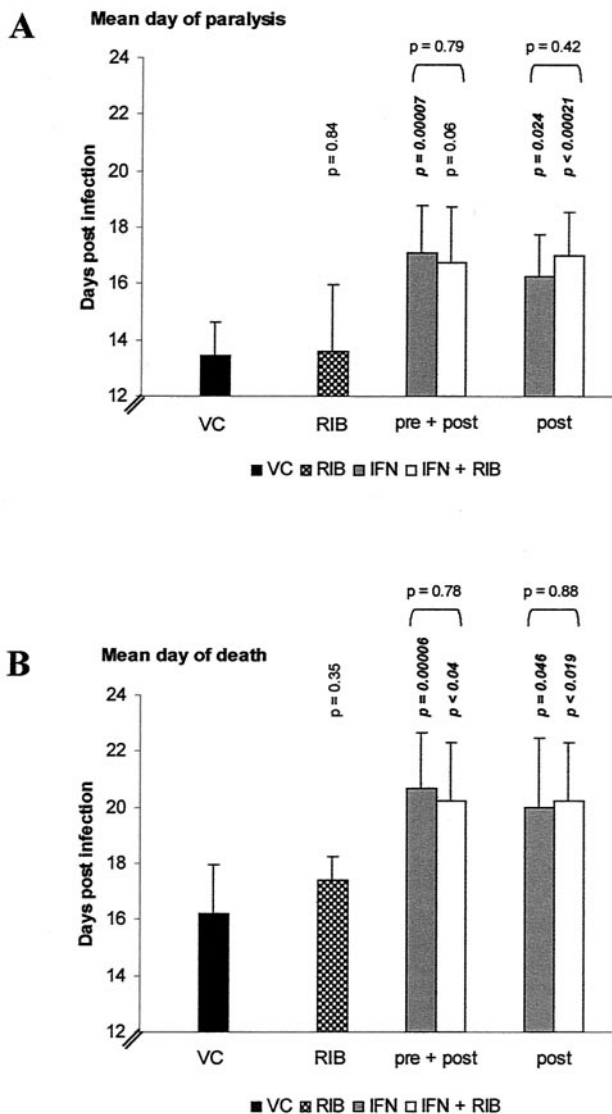 A
Mean day of paralysis
p = 0.79
p = 0.42
p = 0.84
p = 0.00007
p = 0.06
p = 0.024
p < 0.00021
Days post infection
24
22
20
18
16
14
12
VC
RIB
pre + post
post
VC RIB IFN IFN + RIB
B
Mean day of death
p = 0.78
p = 0.88
p = 0.35
p = 0.00006
p < 0.04
p = 0.046
p < 0.019
Days post infection
24
22
20
18
16
14
12
VC
RIB
pre + post
post
VC RIB IFN IFN + RIB